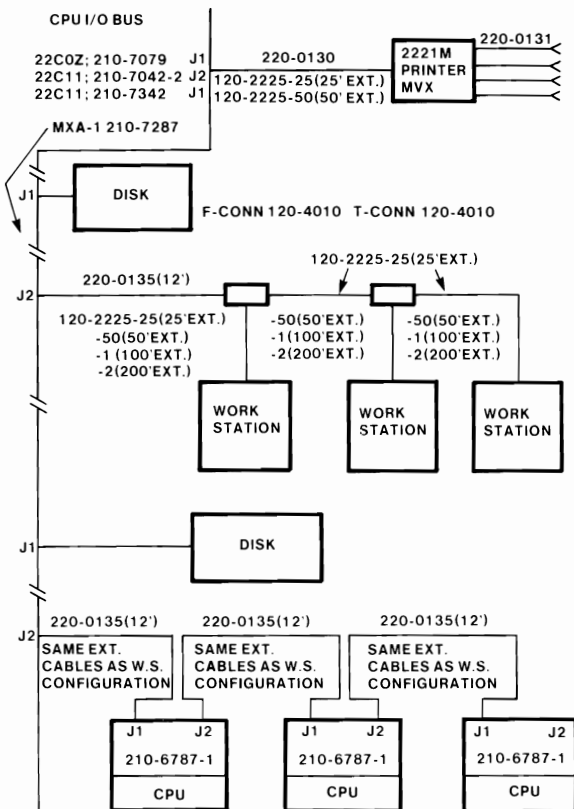 CPU I/O BUS
22C0Z; 210-7079 J1
22C11; 210-7042-2 J2
22C11; 210-7342 J1
220-0130
120-2225-25(25' EXT.)
120-2225-50(50' EXT.)
2221M
PRINTER
MVX
220-0131
MXA-1 210-7287
J1
DISK
F-CONN 120-4010 T-CONN 120-4010
120-2225-25(25'EXT.)
J2
220-0135(12')
120-2225-25(25'EXT.)
-50(50'EXT.)
-1(100'EXT.)
-2(200'EXT.)
-50(50'EXT.)
-1(100'EXT.)
-2(200'EXT.)
-50(50'EXT.)
-1(100'EXT.)
-2(200'EXT.)
WORK
STATION
WORK
STATION
WORK
STATION
J1
DISK
J2
220-0135(12')
SAME EXT.
CABLES AS W.S.
CONFIGURATION
220-0135(12')
SAME EXT.
CABLES AS W.S.
CONFIGURATION
220-0135(12')
SAME EXT.
CABLES AS W.S.
CONFIGURATION
J1 J2
210-6787-1
CPU
J1 J2
210-6787-1
CPU
J1 J2
210-6787-1
CPU